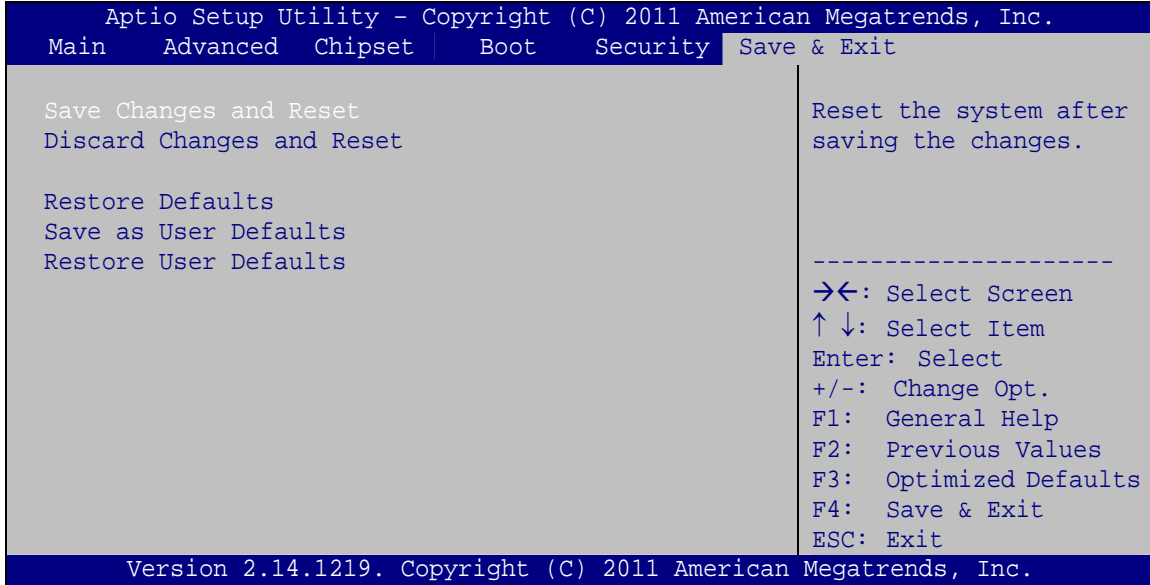 Aptio Setup Utility – Copyright (C) 2011 American Megatrends, Inc.
Main Advanced Chipset Boot Security Save & Exit
Save Changes and Reset
Discard Changes and Reset
Restore Defaults
Save as User Defaults
Restore User Defaults
Reset the system after
saving the changes.
---------------------
→←: Select Screen
↑ ↓: Select Item
Enter: Select
+/-: Change Opt.
F1: General Help
F2: Previous Values
F3: Optimized Defaults
F4: Save & Exit
ESC: Exit
Version 2.14.1219. Copyright (C) 2011 American Megatrends, Inc.